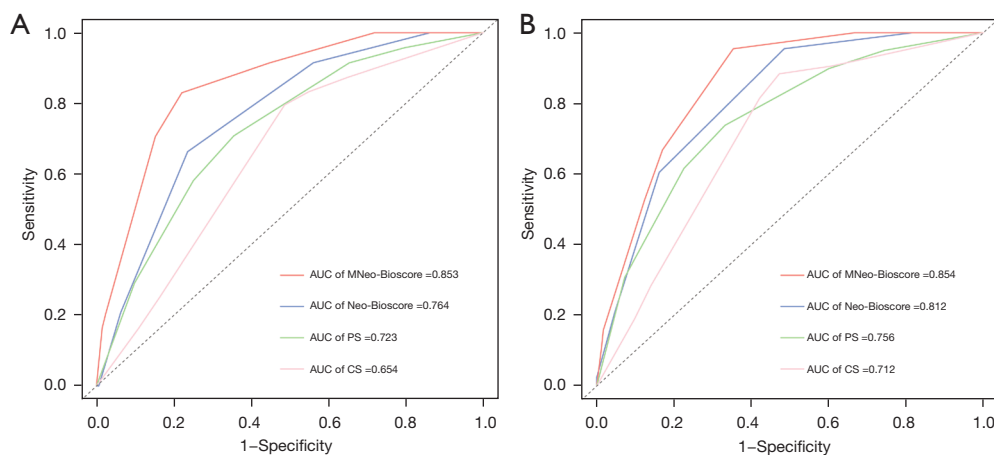 A
1.0
0.8
0.6
0.4
0.2
0.0
Sensitivity
AUC of MNeo-Bioscore =0.853
AUC of Neo-Bioscore =0.764
AUC of PS =0.723
AUC of CS =0.654
0.0 0.2 0.4 0.6 0.8 1.0
1−Specificity
B
1.0
0.8
0.6
0.4
0.2
0.0
Sensitivity
AUC of MNeo-Bioscore =0.854
AUC of Neo-Bioscore =0.812
AUC of PS =0.756
AUC of CS =0.712
0.0 0.2 0.4 0.6 0.8 1.0
1−Specificity